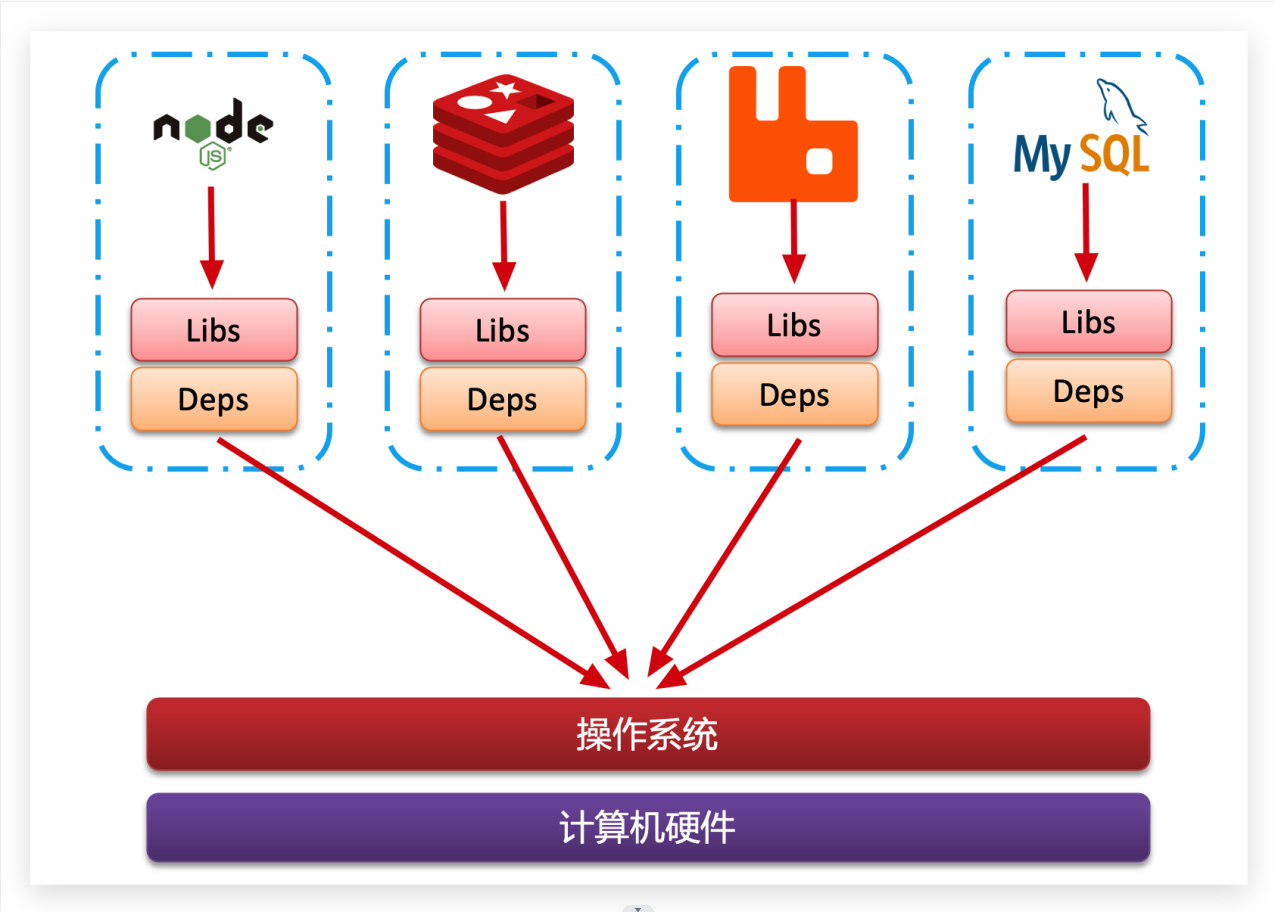 node
JS
MySQL
Libs
Deps
Libs
Deps
Libs
Deps
Libs
Deps
操作系统
计算机硬件